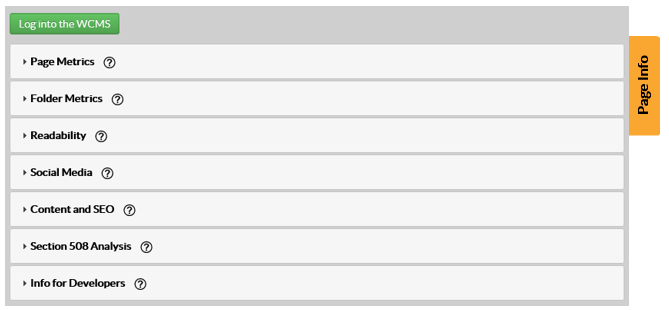 Log into the WCMS
Page Metrics ?
Folder Metrics ?
Readability ?
Social Media ?
Content and SEO ?
Section 508 Analysis ?
Info for Developers ?
Page Info